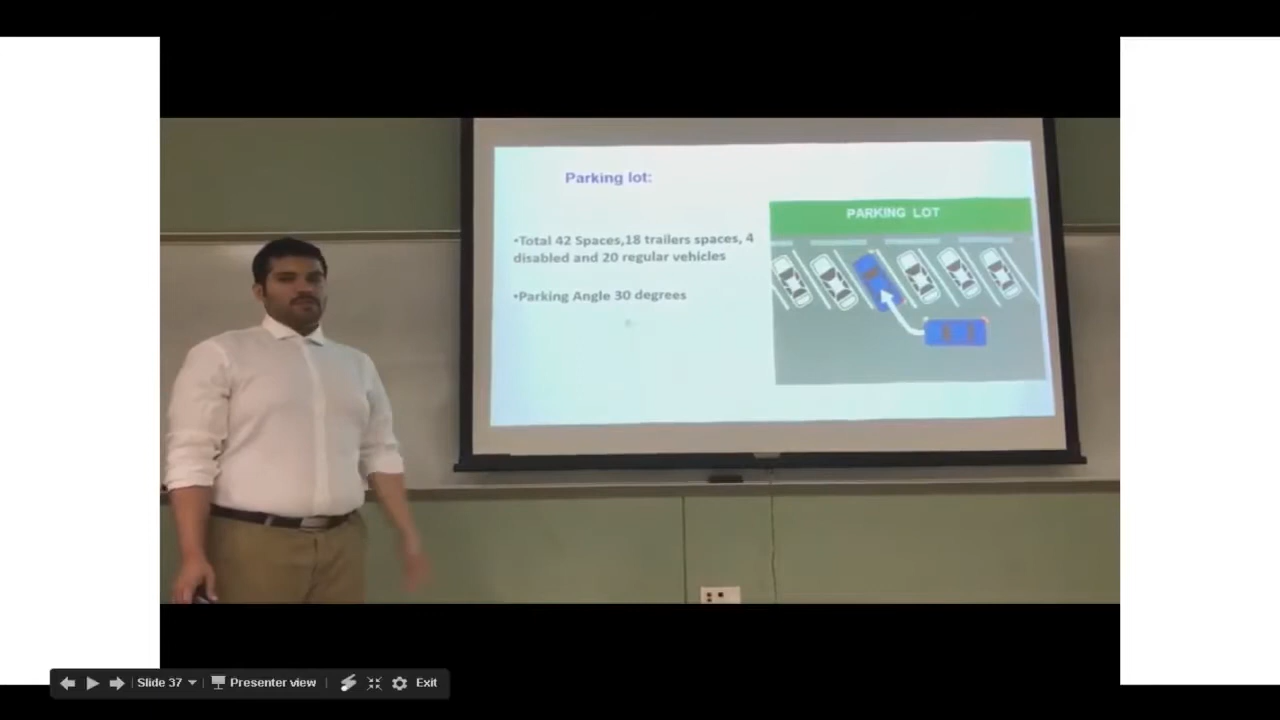 Parking lot:
PARKING LOT
•Total 42 Spaces,18 trailers spaces, 4
disabled and 20 regular vehicles
•Parking Angle 30 degrees
Slide 37
Presenter view
Exit